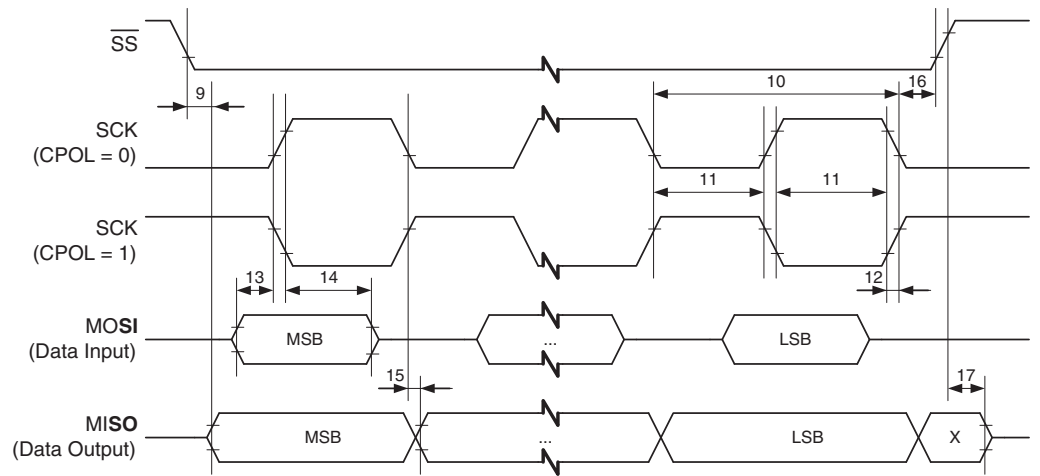 SS
10
16
9
SCK
(CPOL = 0)
11
11
SCK
(CPOL = 1)
13
14
12
MOSI
(Data Input)
MSB
...
LSB
15
17
MISO
(Data Output)
MSB
...
LSB
X